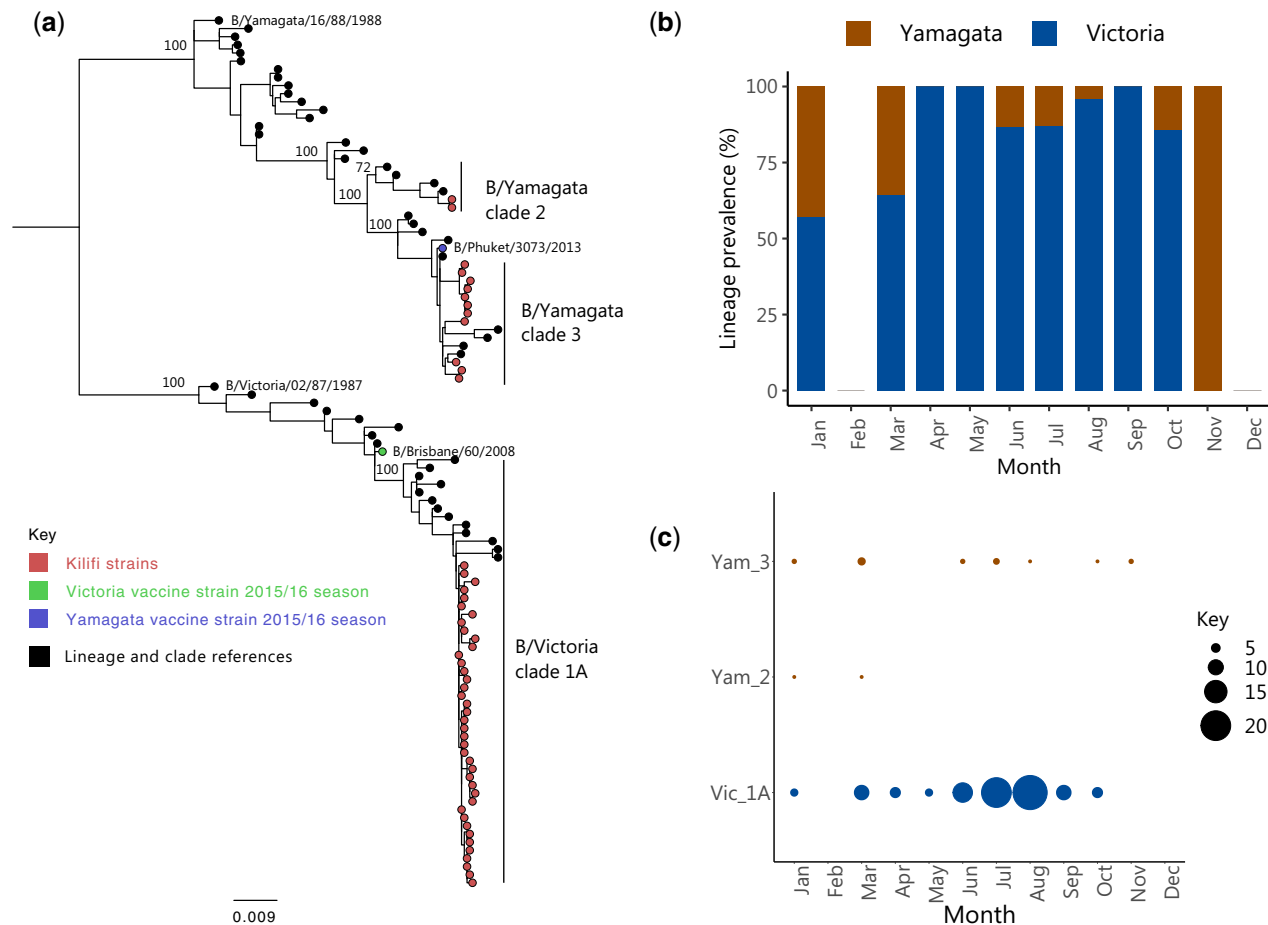 (a)
B/Yamagata/16/88/1988
100
100
72
100
100
B/Yamagata
clade 2
B/Phuket/3073/2013
B/Yamagata
clade 3
100
B/Victoria/02/87/1987
B/Brisbane/60/2008
100
B/Victoria
clade 1A
Key
Kilifi strains
Victoria vaccine strain 2015/16 season
Yamagata vaccine strain 2015/16 season
Lineage and clade references
0.009
(b)
Yamagata
Victoria
Lineage prevalence (%)
100
75
50
25
0
Jan
Feb
Mar
Apr
May
Jun
Jul
Aug
Sep
Oct
Nov
Dec
Month
(c)
Yam_3
Yam_2
Vic_1A
Jan
Feb
Mar
Apr
May
Jun
Jul
Aug
Sep
Oct
Nov
Dec
Month
Key
5
10
15
20